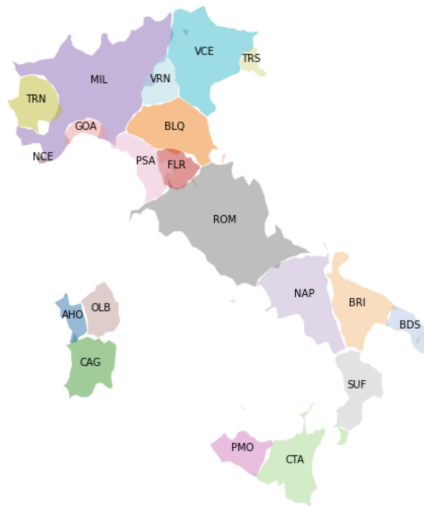 VCE
TRS
MIL
VRN
TRN
GOA
BLQ
NCE
PSA
FLR
ROM
NAP
BRI
AHO
OLB
BDS
CAG
SUF
PMO
CTA